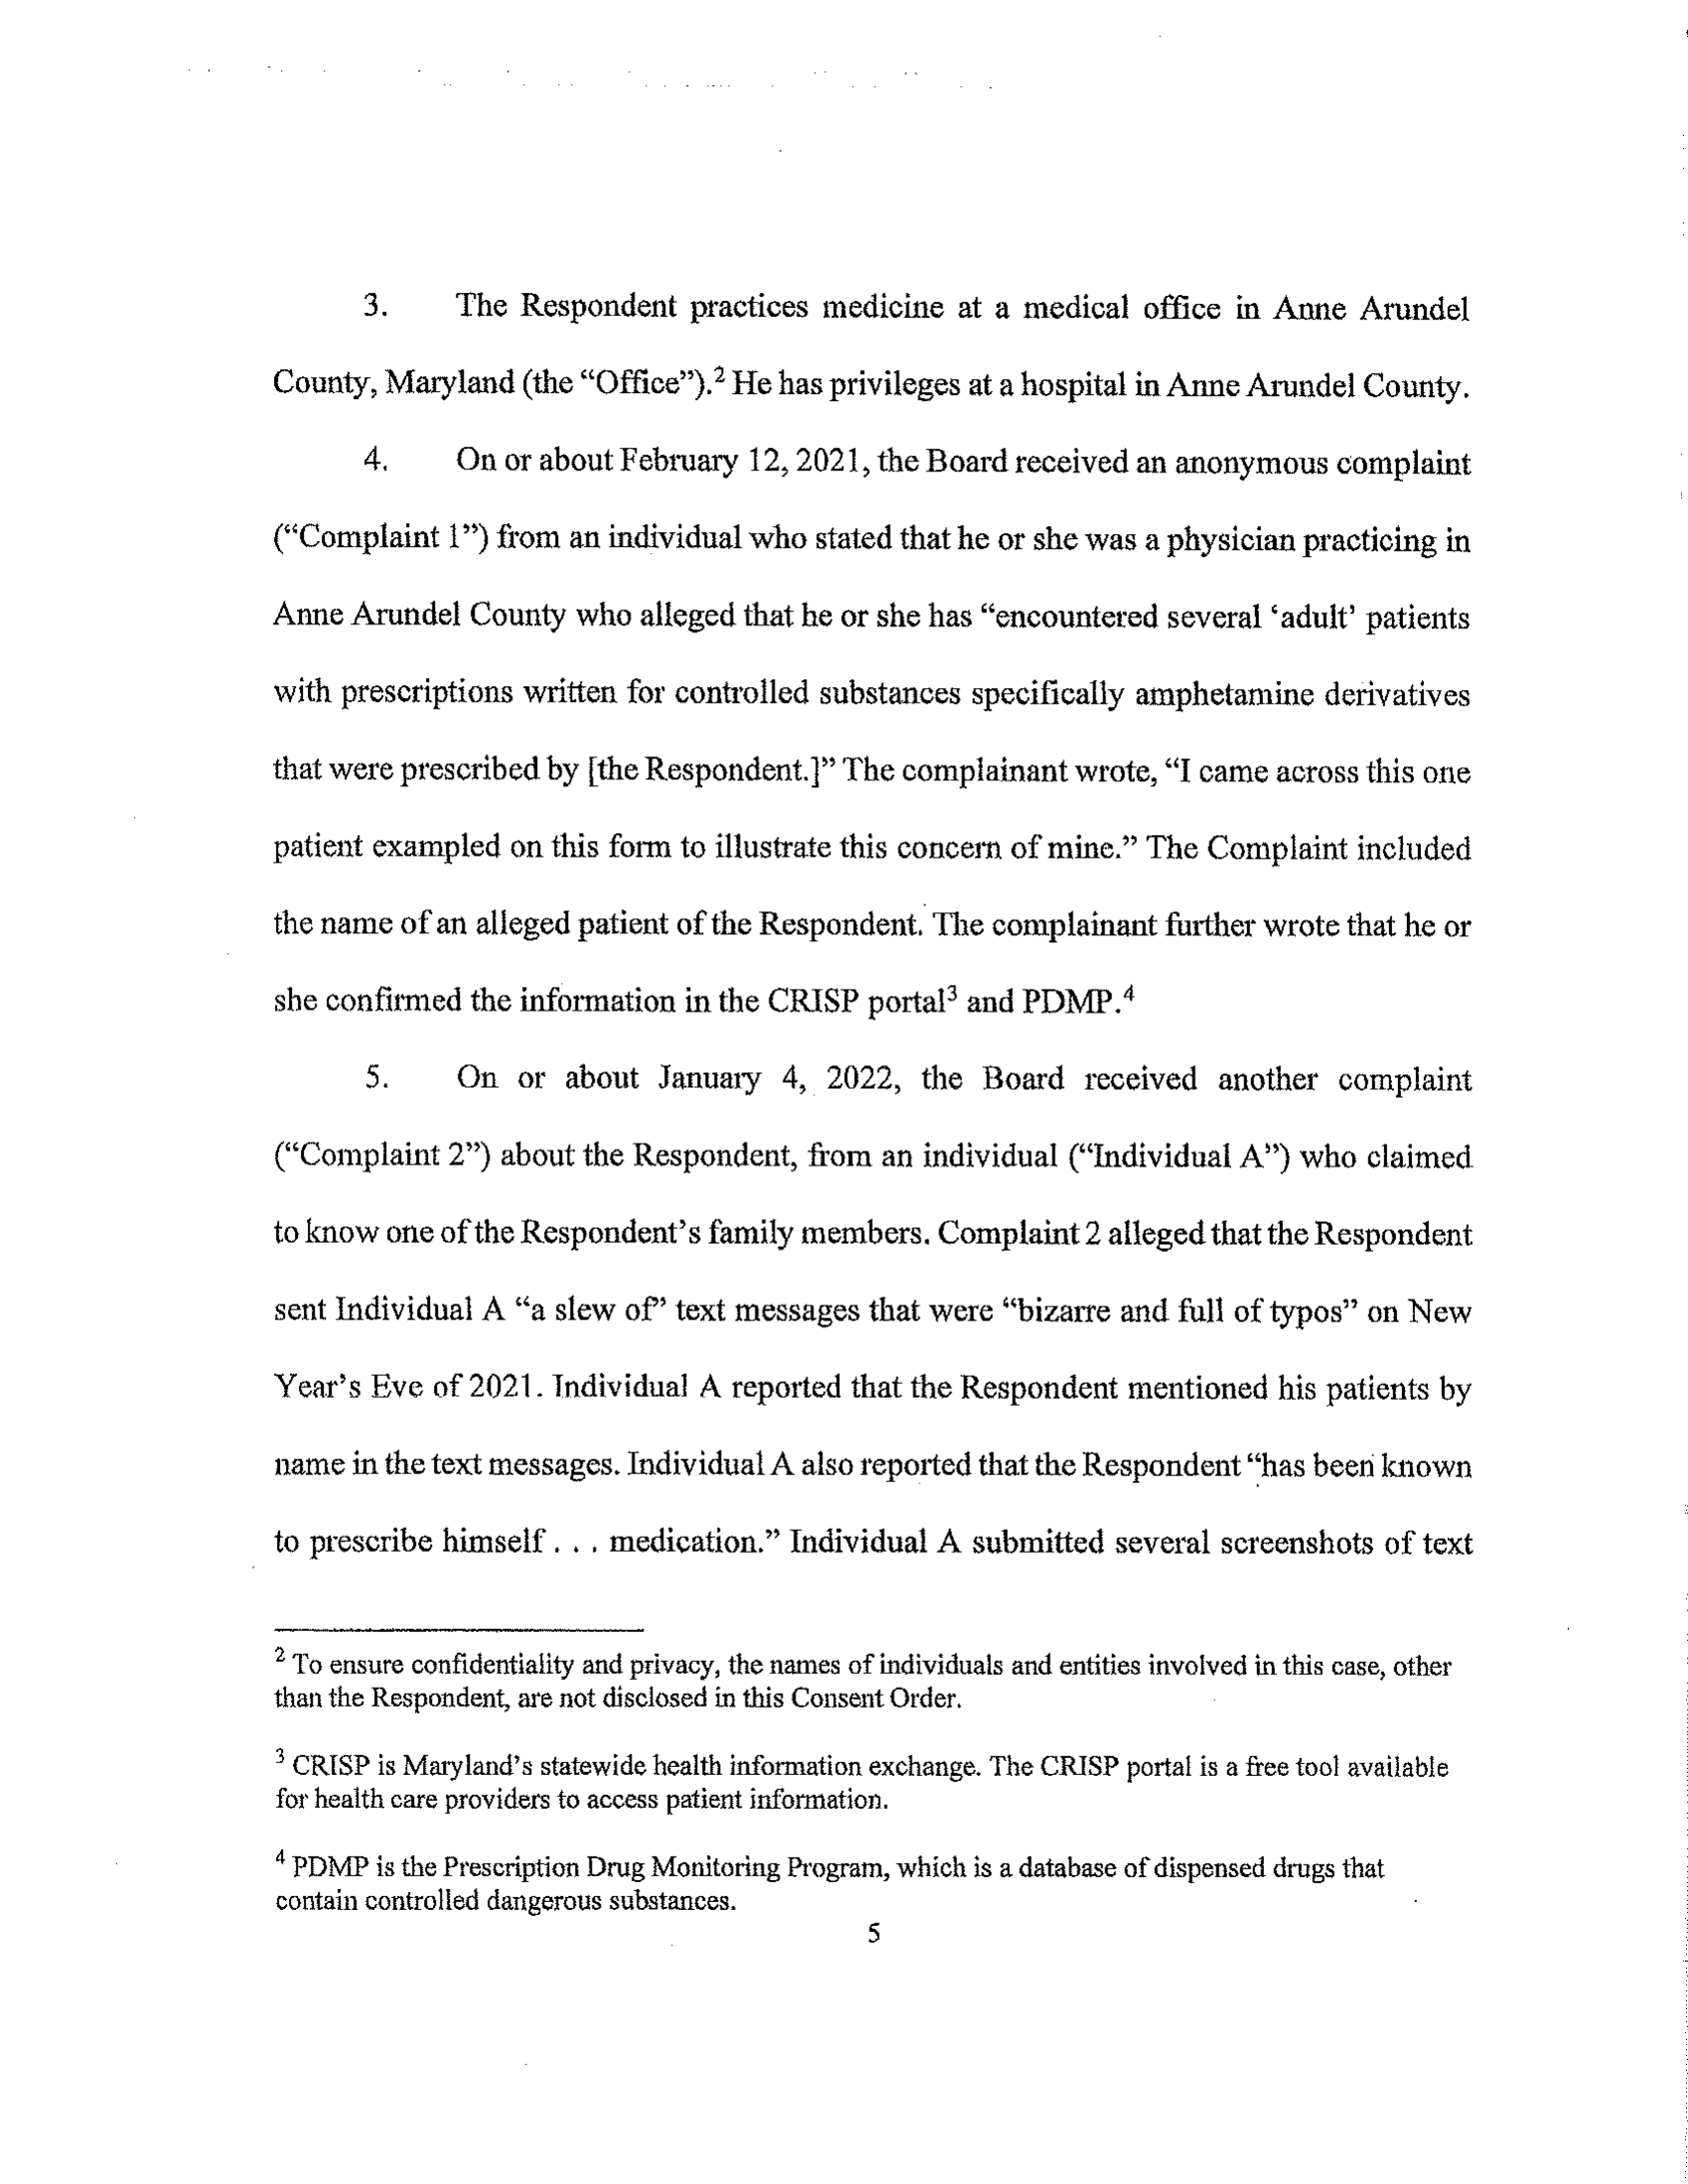 3. The Respondent practices medicine at a medical office in Anne Arundel
County, Maryland (the “Office”).² He has privileges at a hospital in Anne Arundel County.
4. On or about February 12, 2021, the Board received an anonymous complaint
(“Complaint 1”) from an individual who stated that he or she was a physician practicing in
Anne Arundel County who alleged that he or she has “encountered several ‘adult’ patients
with prescriptions written for controlled substances specifically amphetamine derivatives
that were prescribed by [the Respondent.]” The complainant wrote, “I came across this one
patient exampled on this form to illustrate this concern of mine.” The Complaint included
the name of an alleged patient of the Respondent. The complainant further wrote that he or
she confirmed the information in the CRISP portal³ and PDMP.⁴
5. On or about January 4, 2022, the Board received another complaint
(“Complaint 2”) about the Respondent, from an individual (“Individual A”) who claimed
to know one of the Respondent’s family members. Complaint 2 alleged that the Respondent
sent Individual A “a slew of” text messages that were “bizarre and full of typos” on New
Year’s Eve of 2021. Individual A reported that the Respondent mentioned his patients by
name in the text messages. Individual A also reported that the Respondent “has been known
to prescribe himself . . . medication.” Individual A submitted several screenshots of text
² To ensure confidentiality and privacy, the names of individuals and entities involved in this case, other
than the Respondent, are not disclosed in this Consent Order.
³ CRISP is Maryland’s statewide health information exchange. The CRISP portal is a free tool available
for health care providers to access patient information.
⁴ PDMP is the Prescription Drug Monitoring Program, which is a database of dispensed drugs that
contain controlled dangerous substances.
5